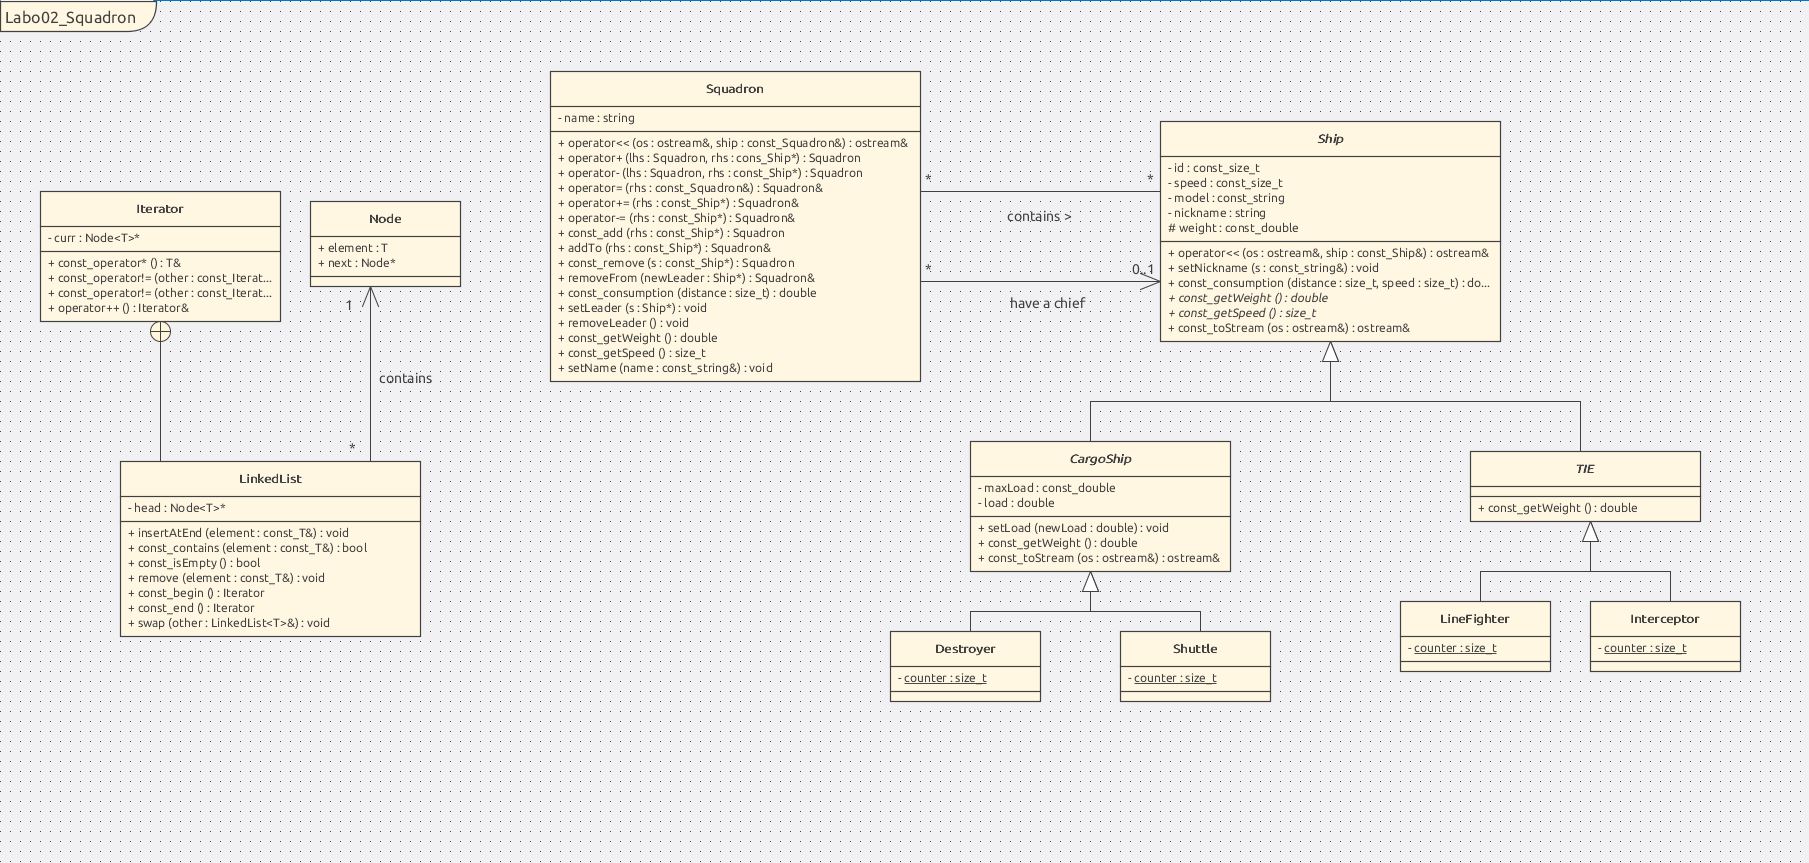 Labo02_Squadron
Squadron
- name : string
+ operator<< (os : ostream&, ship : const_Squadron&) : ostream&
+ operator+ (lhs : Squadron, rhs : cons_Ship*) : Squadron
+ operator- (lhs : Squadron, rhs : const_Ship*) : Squadron
+ operator= (rhs : const_Squadron&) : Squadron&
+ operator+= (rhs : const_Ship*) : Squadron&
+ operator-= (rhs : const_Ship*) : Squadron&
+ const_add (rhs : const_Ship*) : Squadron
+ addTo (rhs : const_Ship*) : Squadron&
+ const_remove (s : const_Ship*) : Squadron
+ removeFrom (newLeader : Ship*) : Squadron&
+ const_consumption (distance : size_t) : double
+ setLeader (s : Ship*) : void
+ removeLeader () : void
+ const_getWeight () : double
+ const_getSpeed () : size_t
+ setName (name : const_string&) : void
*
*
contains >
*
0..1
have a chief
Ship
- id : const_size_t
- speed : const_size_t
- model : const_string
- nickname : string
# weight : const_double
+ operator<< (os : ostream&, ship : const_Ship&) : ostream&
+ setNickname (s : const_string&) : void
+ const_consumption (distance : size_t, speed : size_t) : do...
+ const_getWeight () : double
+ const_getSpeed () : size_t
+ const_toStream (os : ostream&) : ostream&
Iterator
- curr : Node<T>*
+ const_operator* () : T&
+ const_operator!= (other : const_Iterat...
+ const_operator!= (other : const_Iterat...
+ operator++ () : Iterator&
Node
+ element : T
+ next : Node*
1
contains
*
LinkedList
- head : Node<T>*
+ insertAtEnd (element : const_T&) : void
+ const_contains (element : const_T&) : bool
+ const_isEmpty () : bool
+ remove (element : const_T&) : void
+ const_begin () : Iterator
+ const_end () : Iterator
+ swap (other : LinkedList<T>&) : void
CargoShip
- maxLoad : const_double
- load : double
+ setLoad (newLoad : double) : void
+ const_getWeight () : double
+ const_toStream (os : ostream&) : ostream&
TIE
+ const_getWeight () : double
Destroyer
- counter : size_t
Shuttle
- counter : size_t
LineFighter
- counter : size_t
Interceptor
- counter : size_t